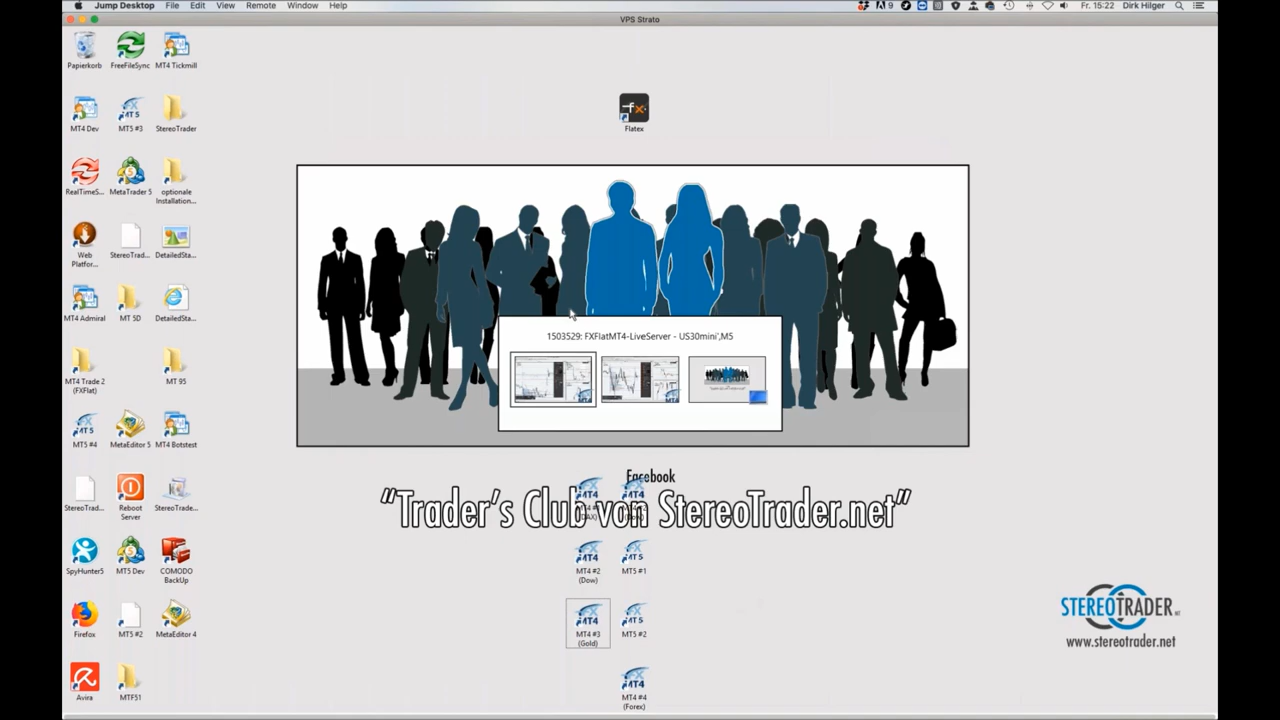 Jump Desktop File Edit View Remote Window Help
9 Fr. 15:22 Dirk Hilger
VPS Strato
Papierkorb FreeFileSync MT4 Tickmill
Flatex
MT4 Dev MT5 #3 StereoTrader
RealTimeS... MetaTrader 5 optionale
Installation...
Web
Platfor... StereoTrad... DetailedSta...
MT4 Admiral MT 5D DetailedSta...
1503529: FXFlatMT4-LiveServer - US30mini',M5
MT4 Trade 2
(FXFlat) MT 95
MT5 #4 MetaEditor 5 MT4 Botstest
Facebook
"Trader's Club von StereoTrader.net"
StereoTrad... Reboot
Server StereoTrade...
SpyHunter5 MT5 Dev COMODO
BackUp
MT4 #2
(Dow) MT5 #1
Firefox MT5 #2 MetaEditor 4
MT4 #3
(Gold) MT5 #2
STEREOTRADER.NET
www.stereotrader.net
Avira MTF51
MT4 #4
(Forex)